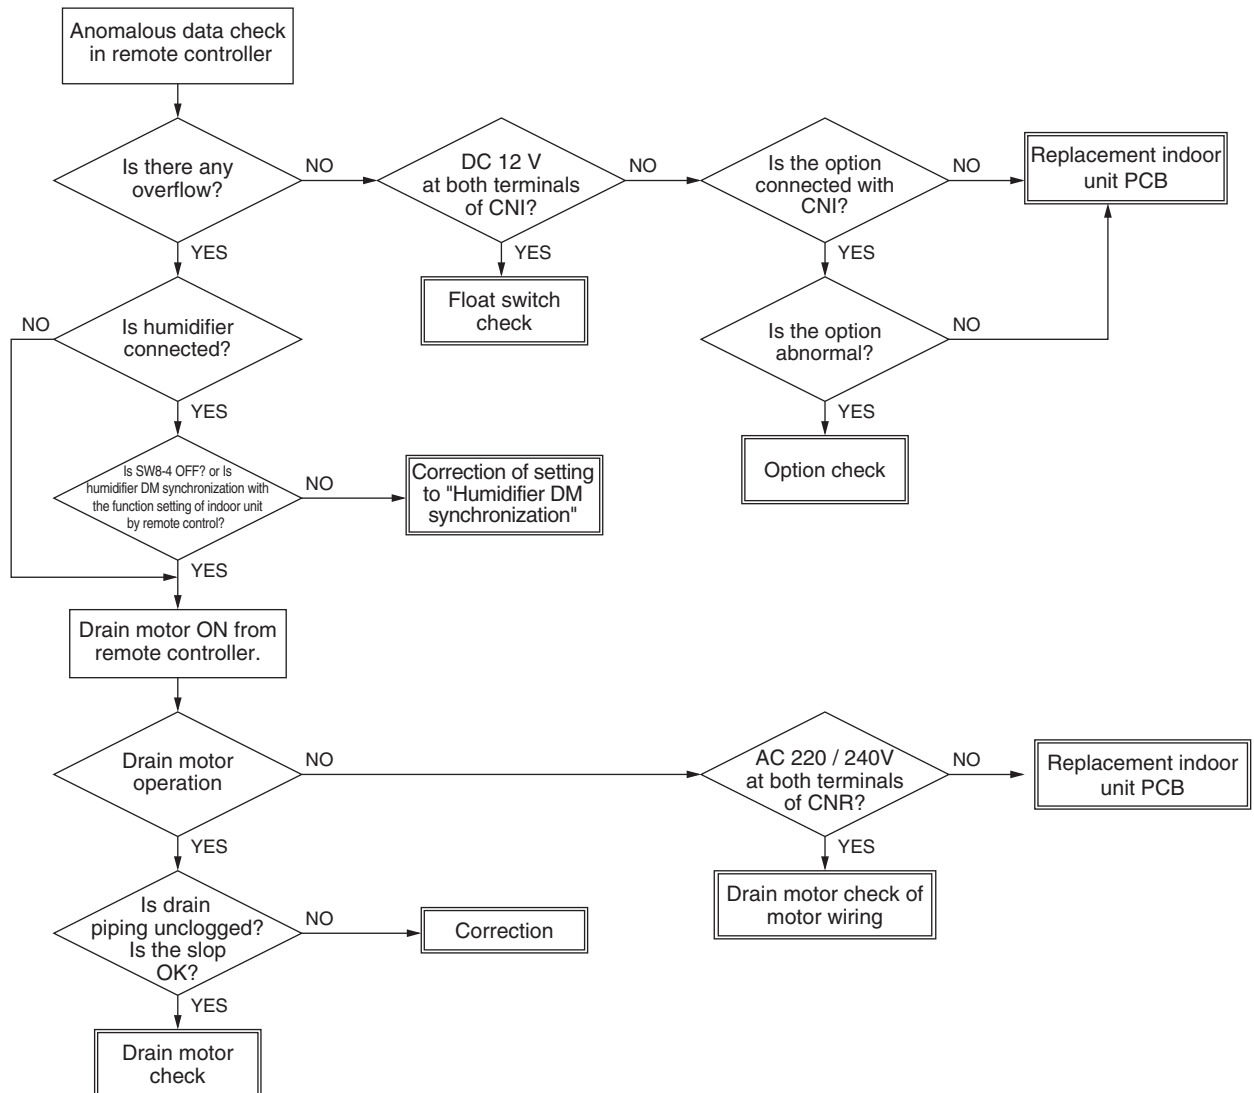 Anomalous data check
in remote controller
Is there any
overflow?
NO
DC 12 V
at both terminals
of CNI?
NO
Is the option
connected with
CNI?
NO
Replacement indoor
unit PCB
YES
YES
YES
Float switch
check
NO
Is humidifier
connected?
Is the option
abnormal?
NO
YES
YES
Is SW8-4 OFF? or Is
humidifier DM synchronization with
the function setting of indoor unit
by remote control?
NO
Correction of setting
to "Humidifier DM
synchronization"
Option check
YES
Drain motor ON from
remote controller.
Drain motor
operation
NO
AC 220 / 240V
at both terminals
of CNR?
NO
Replacement indoor
unit PCB
YES
YES
Drain motor check of
motor wiring
Is drain
piping unclogged?
Is the slop
OK?
NO
Correction
YES
Drain motor
check